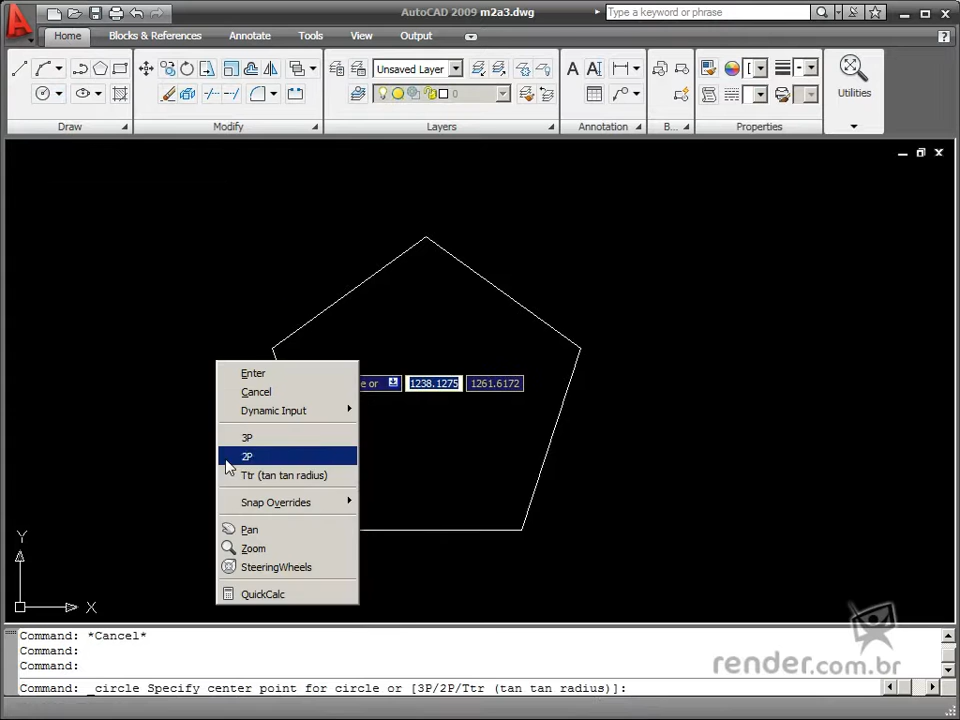 AutoCAD 2009 m2a3.dwg
Type a keyword or phrase
Home
Blocks & References
Annotate
Tools
View
Output
Unsaved Layer
0
Utilities
Draw
Modify
Layers
Annotation
B...
Properties
Enter
Cancel
Dynamic Input
3P
2P
Ttr (tan tan radius)
Snap Overrides
Pan
Zoom
SteeringWheels
QuickCalc
e or
1238.1275
1261.6172
Y
X
Command: *Cancel*
Command:
Command:
Command: _circle Specify center point for circle or [3P/2P/Ttr (tan tan radius)]:
render.com.br